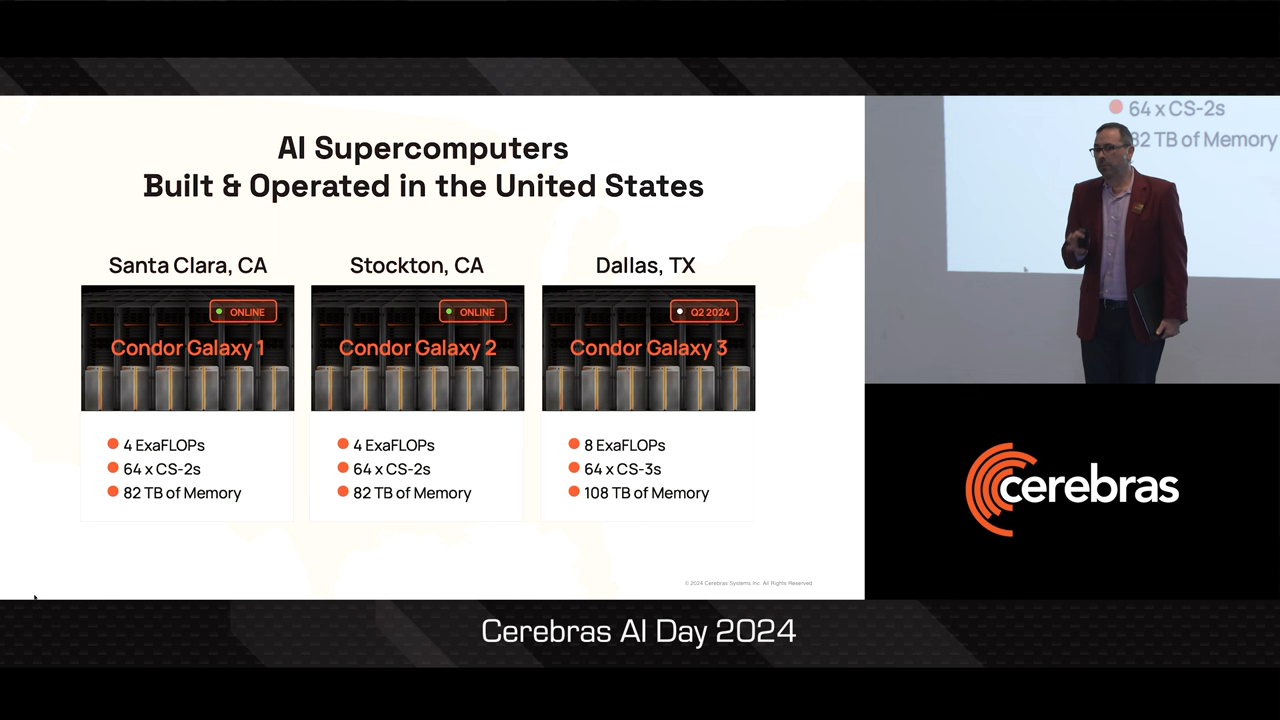 AI Supercomputers
Built & Operated in the United States
Santa Clara, CA
ONLINE
Condor Galaxy 1
4 ExaFLOPs
64 x CS-2s
82 TB of Memory
Stockton, CA
ONLINE
Condor Galaxy 2
4 ExaFLOPs
64 x CS-2s
82 TB of Memory
Dallas, TX
Q2 2024
Condor Galaxy 3
8 ExaFLOPs
64 x CS-3s
108 TB of Memory
© 2024 Cerebras Systems Inc. All Rights Reserved
64 x CS-2s
82 TB of Memory
cerebras
Cerebras AI Day 2024